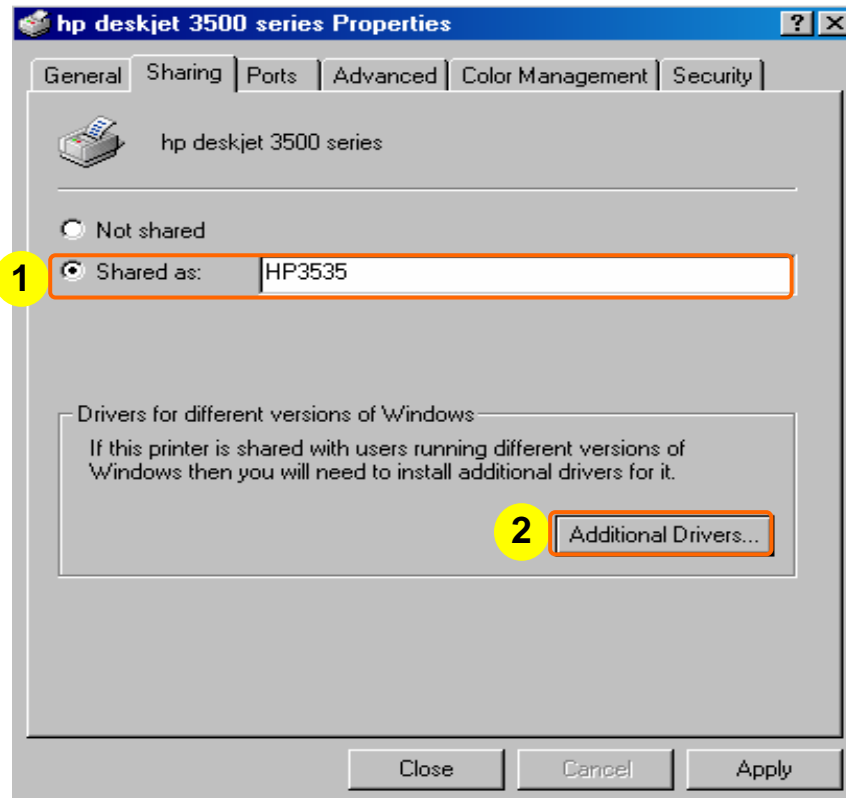 hp deskjet 3500 series Properties
General Sharing Ports Advanced Color Management Security
hp deskjet 3500 series
Not shared
1 Shared as: HP3535
Drivers for different versions of Windows
If this printer is shared with users running different versions of
Windows then you will need to install additional drivers for it.
2 Additional Drivers...
Close Cancel Apply